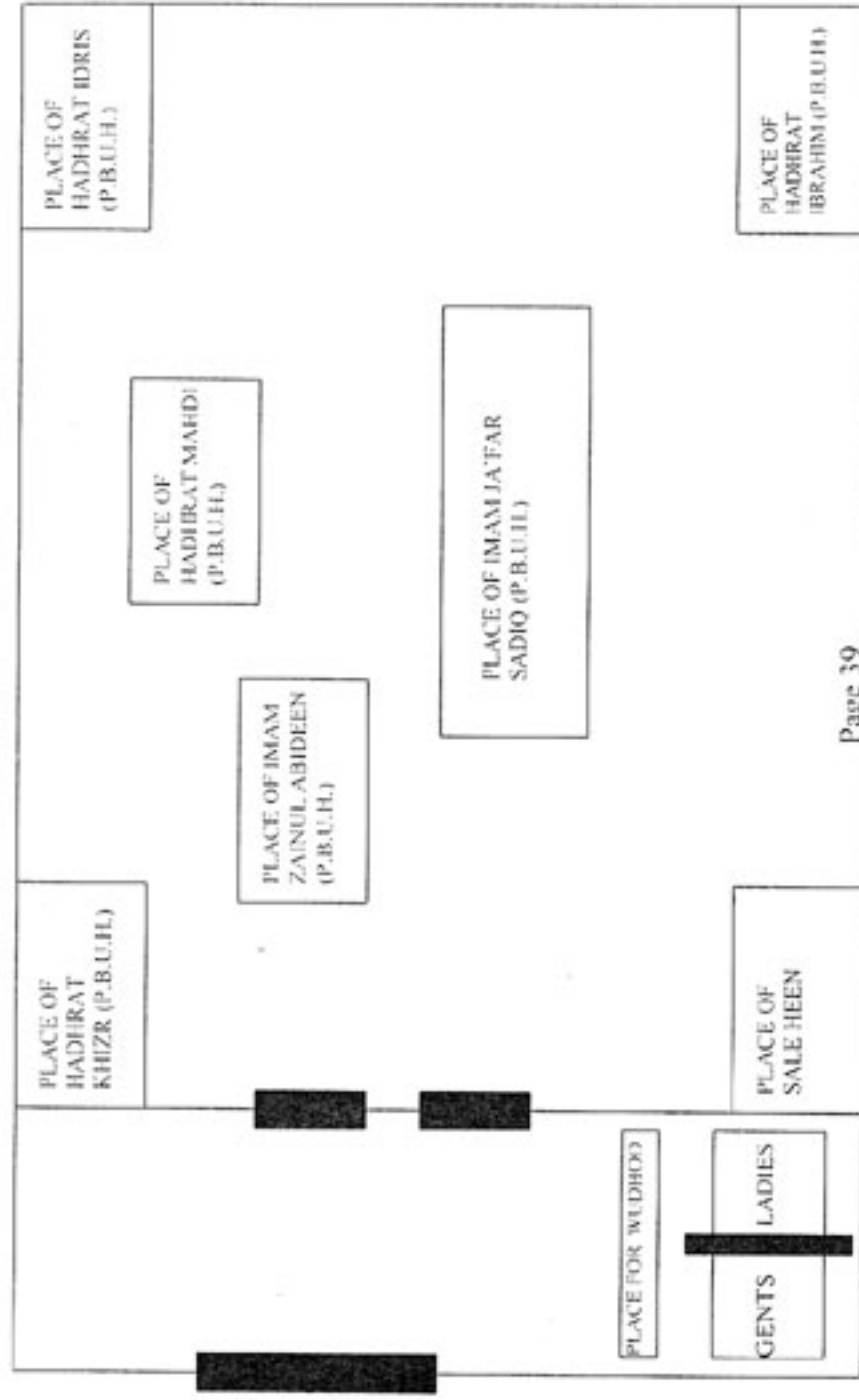 PLACE OF
HADHRAT
KHIZR (P.B.U.H.)
PLACE OF
HADHRAT IDRIS
(P.B.U.H.)
PLACE OF
HADHRAT MAHDI
(P.B.U.H.)
PLACE OF IMAM
ZAINUL ABIDEEN
(P.B.U.H.)
PLACE OF IMAM JA'FAR
SADIQ (P.B.U.H.)
PLACE FOR WUDHOO
GENTS LADIES
PLACE OF
SALE HEEN
PLACE OF
HADHRAT
IBRAHIM (P.B.U.H.)
Page 39